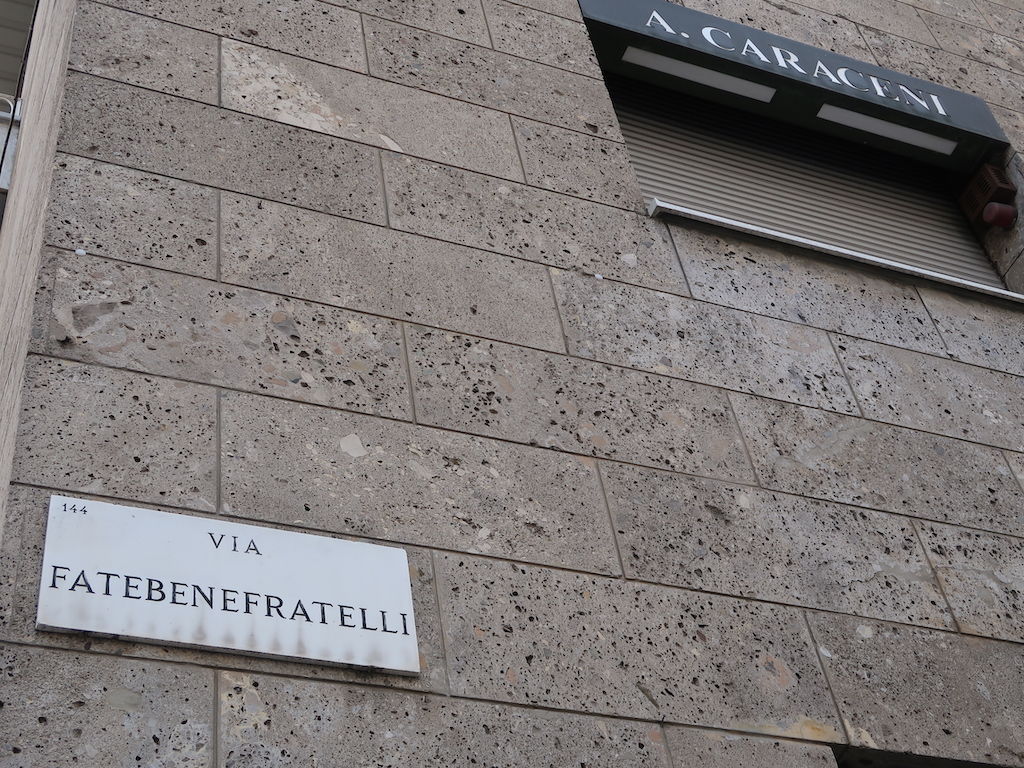 A. CARACENI
144
VIA
FATEBENEFRATELLI